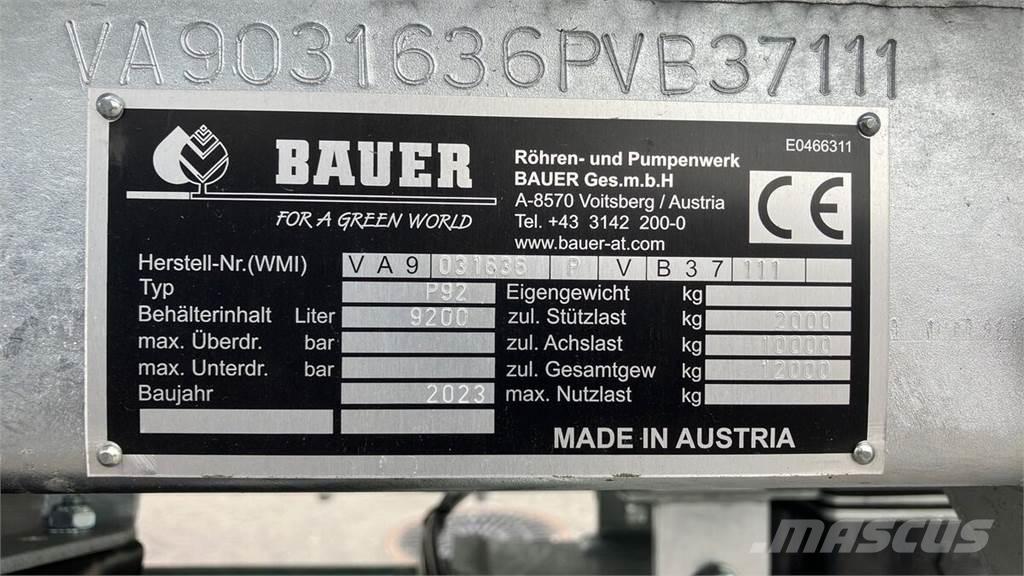 VA9031636PVB37111
BAUER
FOR A GREEN WORLD
Röhren- und Pumpenwerk
BAUER Ges.m.b.H
A-8570 Voitsberg / Austria
Tel. +43 3142 200-0
www.bauer-at.com
E0466311
CE
Herstell-Nr.(WMI) VA9 031636 P V B37 111
Typ P92
Behälterinhalt Liter 9200
max. Überdr. bar
max. Unterdr. bar
Baujahr 2023
Eigengewicht kg
zul. Stützlast kg 2000
zul. Achslast kg 10000
zul. Gesamtgew kg 12000
max. Nutzlast kg
MADE IN AUSTRIA
MASCUS